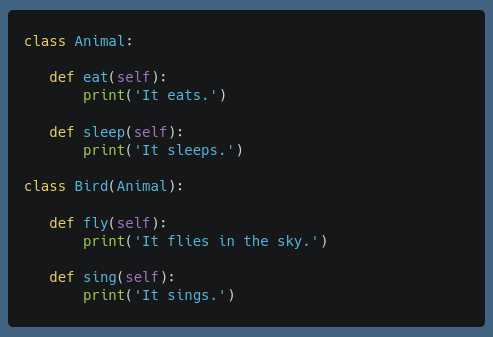 class Animal:
   def eat(self):
       print('It eats.')
   def sleep(self):
       print('It sleeps.')
class Bird(Animal):
   def fly(self):
       print('It flies in the sky.')
   def sing(self):
       print('It sings.')